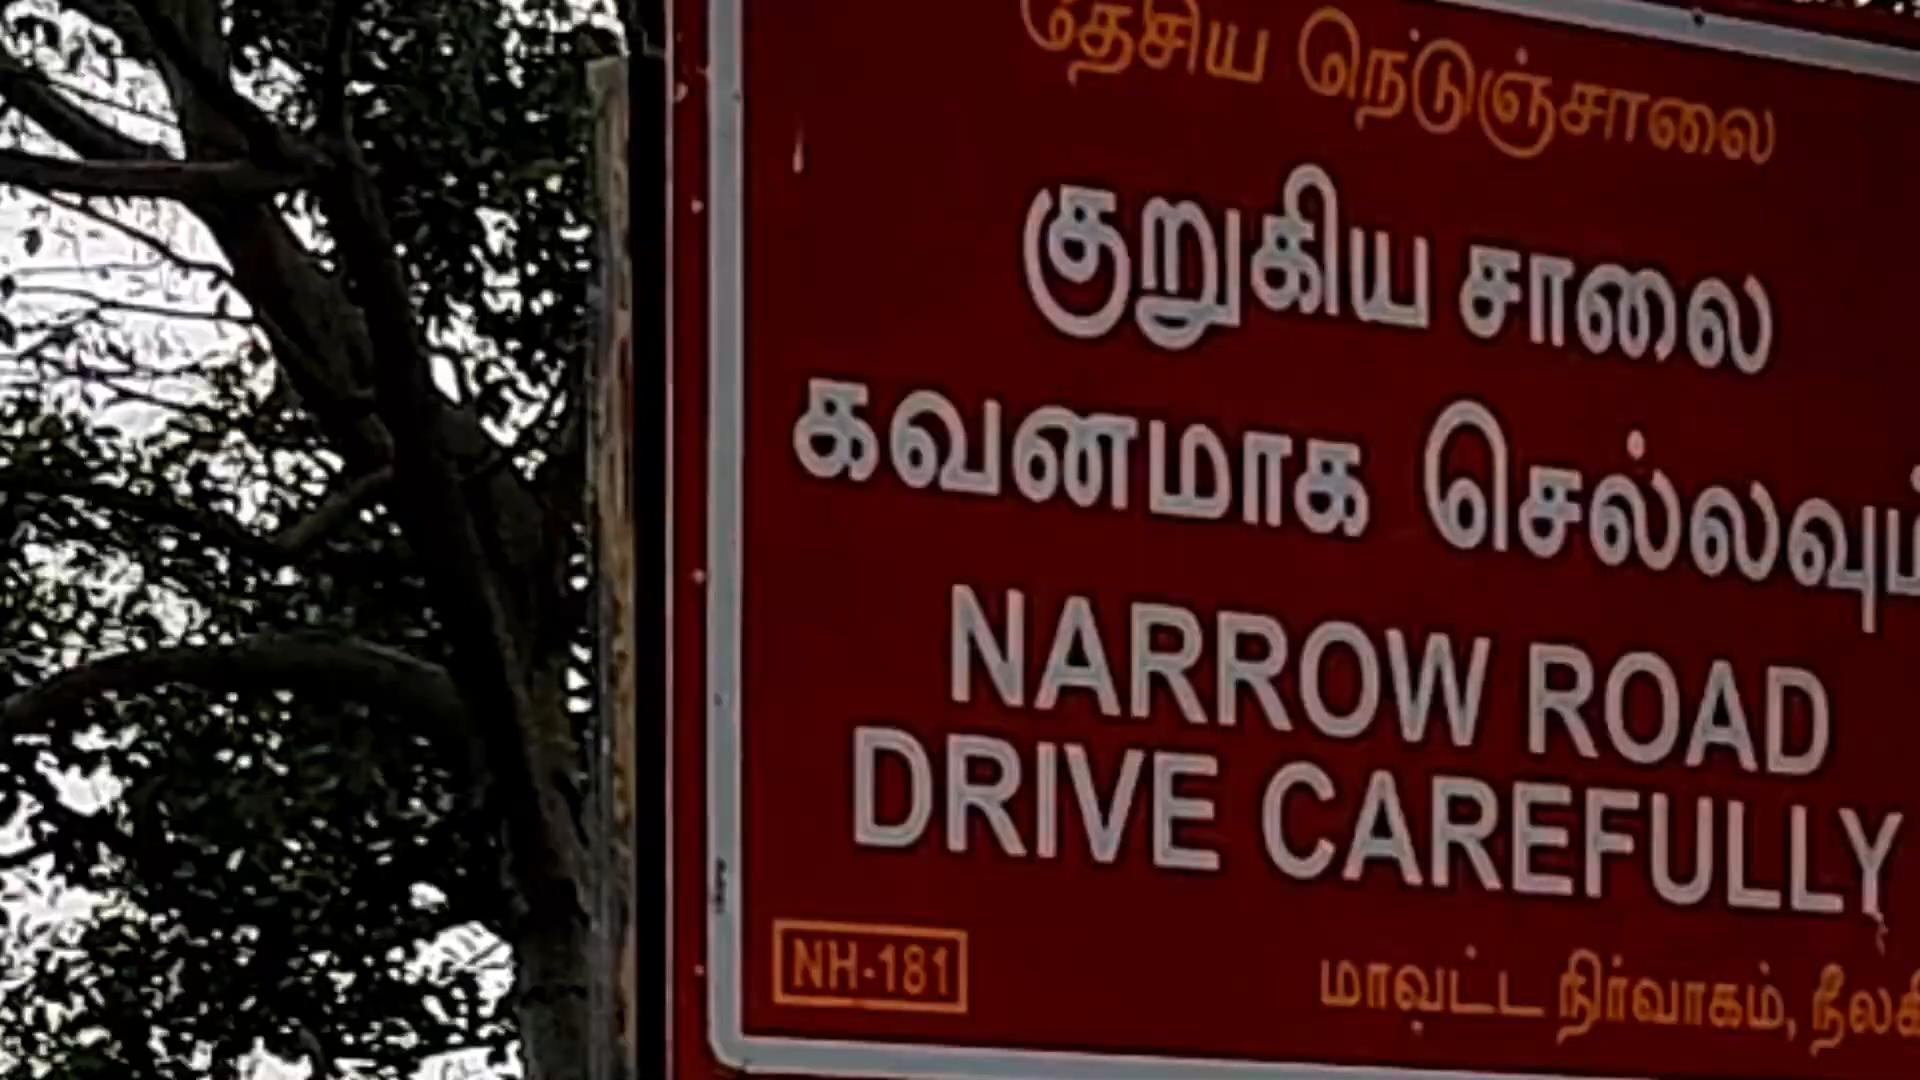 தேசிய நெடுஞ்சாலை
குறுகிய சாலை
கவனமாக செல்லவும்
NARROW ROAD
DRIVE CAREFULLY
NH-181
மாவட்ட நிர்வாகம்,